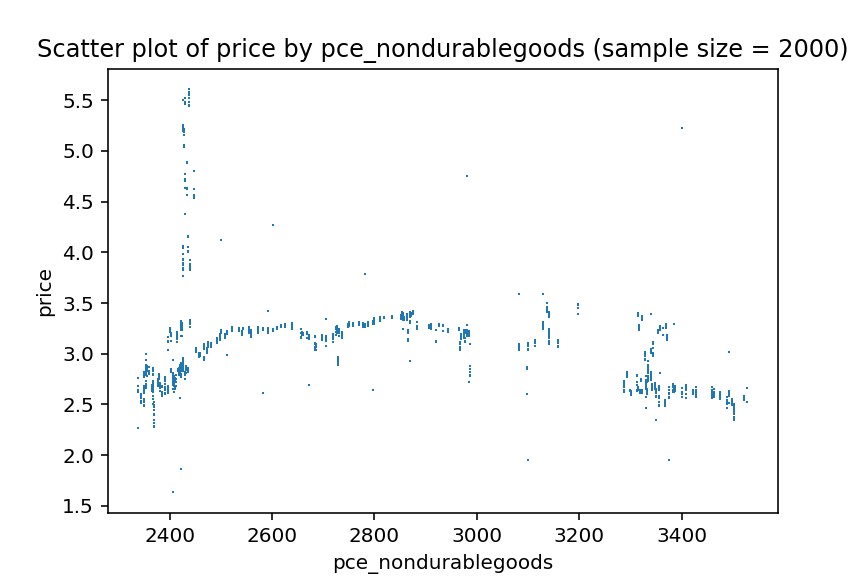 Scatter plot of price by pce_nondurablegoods (sample size = 2000)
5.5
5.0
4.5
4.0
3.5
3.0
2.5
2.0
1.5
price
2400 2600 2800 3000 3200 3400
pce_nondurablegoods